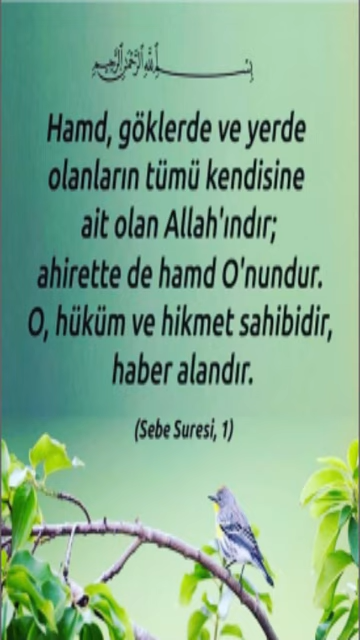 بسم الله الرحمن الرحيم
Hamd, göklerde ve yerde
olanların tümü kendisine
ait olan Allah'ındır;
ahirette de hamd O'nundur.
O, hüküm ve hikmet sahibidir,
haber alandır.
(Sebe Suresi, 1)